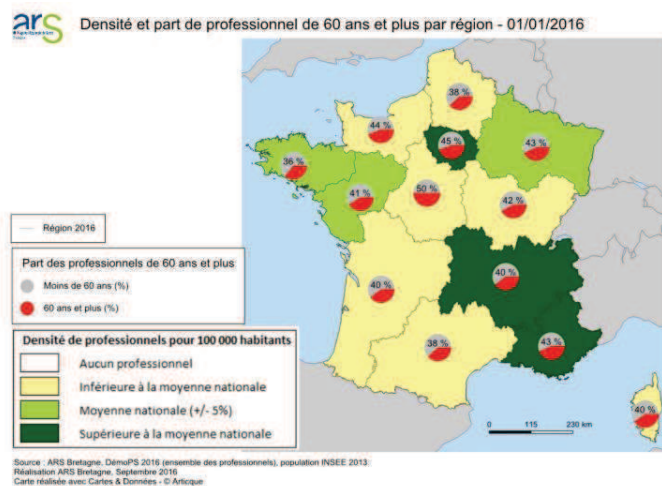 ars
Densité et part de professionnel de 60 ans et plus par région - 01/01/2016
38 %
44 %
45 %
43 %
36 %
41 %
50 %
42 %
40 %
40 %
38 %
43 %
40 %
Région 2016
Part des professionnels de 60 ans et plus
Moins de 60 ans (%)
60 ans et plus (%)
Densité de professionnels pour 100 000 habitants
Aucun professionnel
Inférieure à la moyenne nationale
Moyenne nationale (+/- 5%)
Supérieure à la moyenne nationale
0 115 230 km
Source : ARS Bretagne, DémoPS 2016 (ensemble des professionnels), population INSEE 2013
Réalisation ARS Bretagne, Septembre 2016
Carte réalisée avec Cartes & Données - © Articque